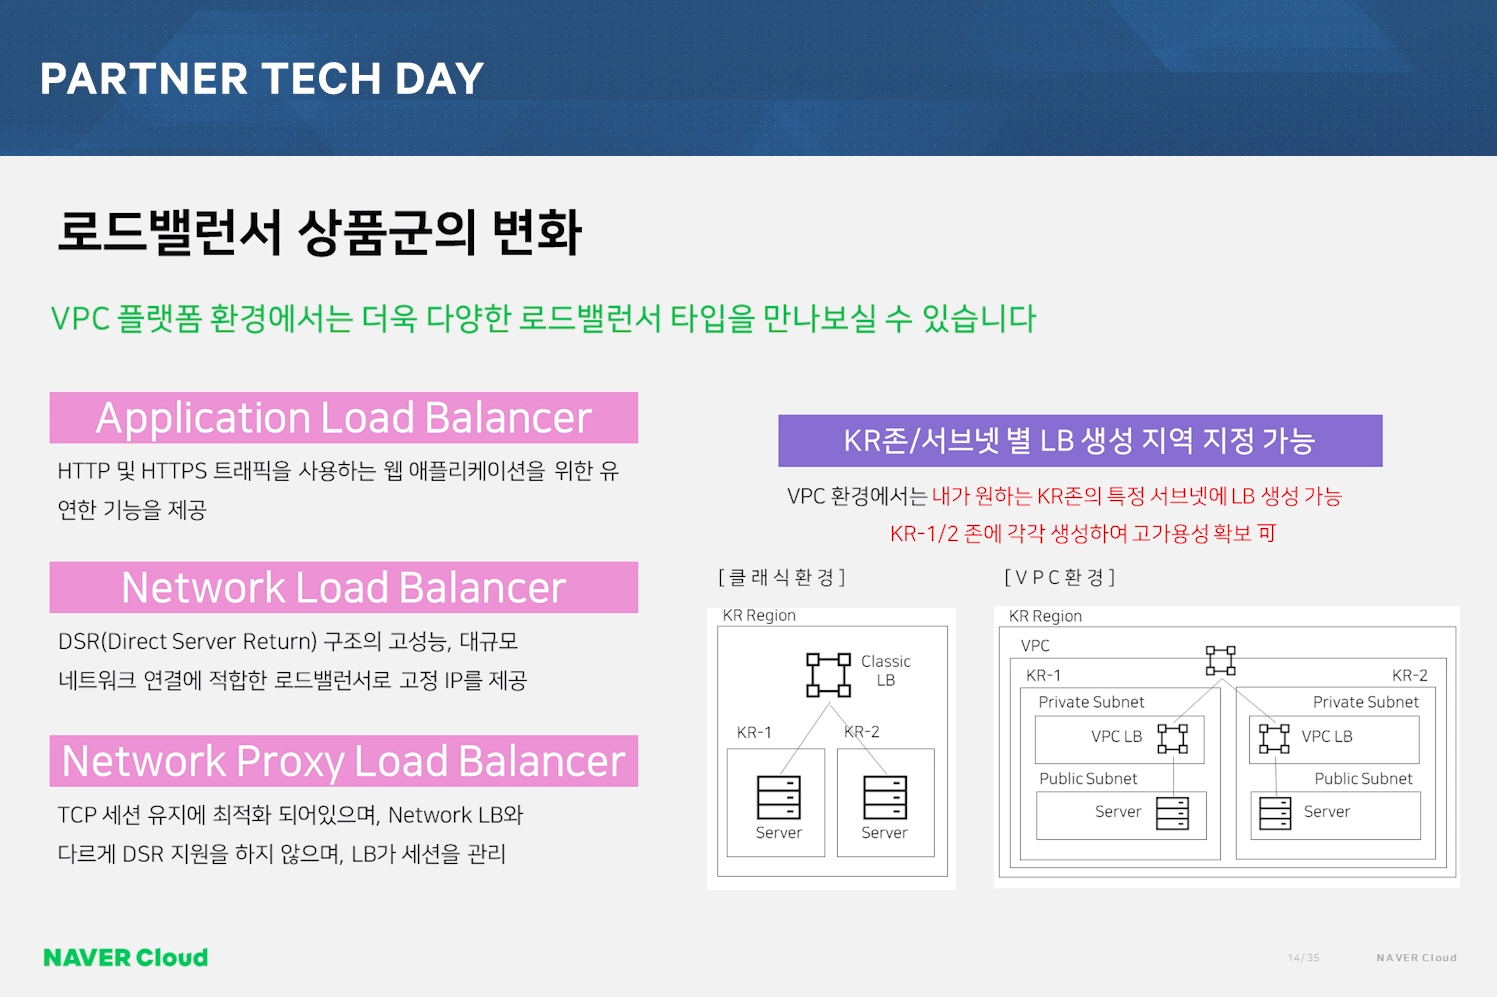 PARTNER TECH DAY
로드밸런서 상품군의 변화
VPC 플랫폼 환경에서는 더욱 다양한 로드밸런서 타입을 만나보실 수 있습니다
Application Load Balancer
HTTP 및 HTTPS 트래픽을 사용하는 웹 애플리케이션을 위한 유
연한 기능을 제공
Network Load Balancer
DSR(Direct Server Return) 구조의 고성능, 대규모
네트워크 연결에 적합한 로드밸런서로 고정 IP를 제공
Network Proxy Load Balancer
TCP 세션 유지에 최적화 되어있으며, Network LB와
다르게 DSR 지원을 하지 않으며, LB가 세션을 관리
KR존/서브넷 별 LB 생성 지역 지정 가능
VPC 환경에서는 내가 원하는 KR존의 특정 서브넷에 LB 생성 가능
KR-1/2 존에 각각 생성하여 고가용성 확보 可
[클래식환경]
KR Region
Classic
LB
KR-1
KR-2
Server
Server
[VPC환경]
KR Region
VPC
KR-1
KR-2
Private Subnet
Private Subnet
VPC LB
VPC LB
Public Subnet
Public Subnet
Server
Server
NAVER Cloud
14/35
NAVER Cloud